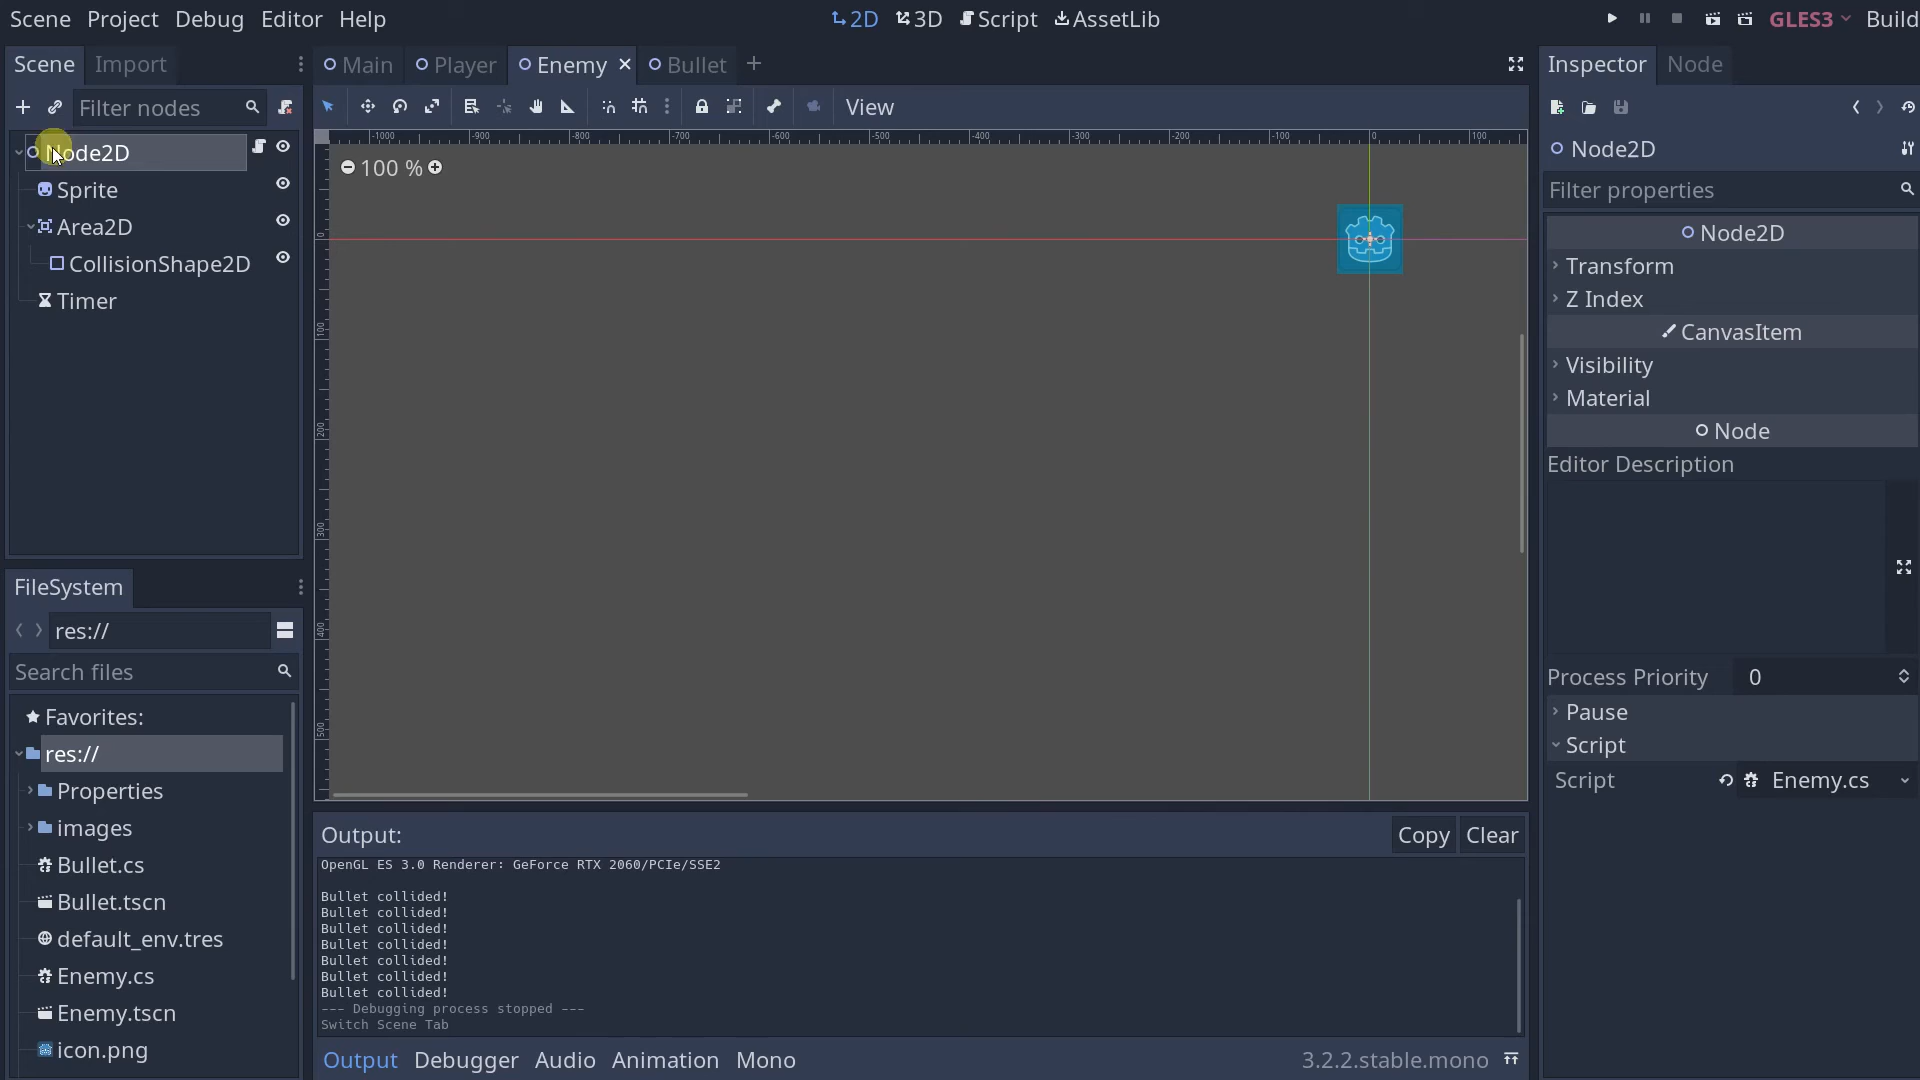 Scene Project Debug Editor Help
2D 3D Script AssetLib
GLES3 Build
Scene Import
Filter nodes
Node2D
Sprite
Area2D
CollisionShape2D
Timer
FileSystem
res://
Search files
Favorites:
res://
Properties
images
Bullet.cs
Bullet.tscn
default_env.tres
Enemy.cs
Enemy.tscn
icon.png
Main Player Enemy Bullet
View
-1000 -900 -800 -700 -600 -500 -400 -300 -200 -100 0 100
100 %
0
100
200
300
400
500
Output:
Copy Clear
OpenGL ES 3.0 Renderer: GeForce RTX 2060/PCIe/SSE2
Bullet collided!
Bullet collided!
Bullet collided!
Bullet collided!
Bullet collided!
Bullet collided!
Bullet collided!
--- Debugging process stopped ---
Switch Scene Tab
Output Debugger Audio Animation Mono
3.2.2.stable.mono
Inspector Node
Node2D
Filter properties
Node2D
Transform
Z Index
CanvasItem
Visibility
Material
Node
Editor Description
Process Priority 0
Pause
Script
Script Enemy.cs